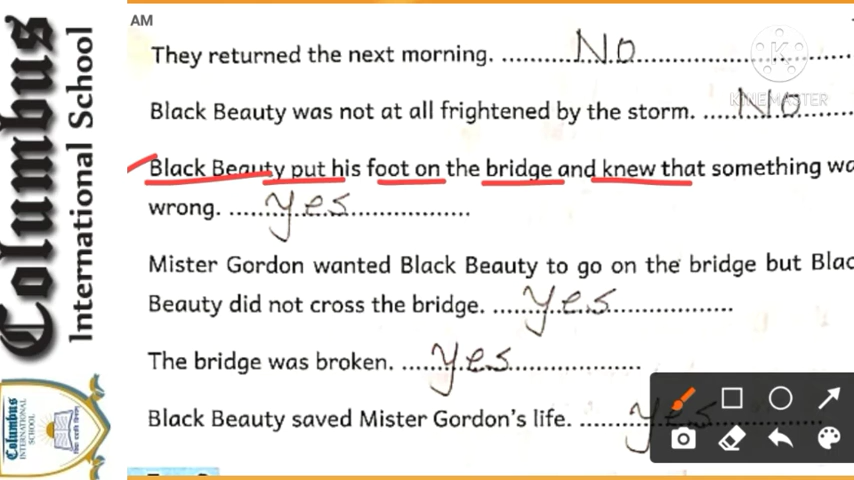 AM
They returned the next morning. .............No.............................
KINEMASTER
Black Beauty was not at all frightened by the storm. .....No.......
Black Beauty put his foot on the bridge and knew that something wa
wrong. ......yes....................
Mister Gordon wanted Black Beauty to go on the bridge but Blac
Beauty did not cross the bridge. ......yes....................
The bridge was broken. .....yes....................
Black Beauty saved Mister Gordon's life. ........yes..........
Columbus
International School
Columbus
INTERNATIONAL
SCHOOL